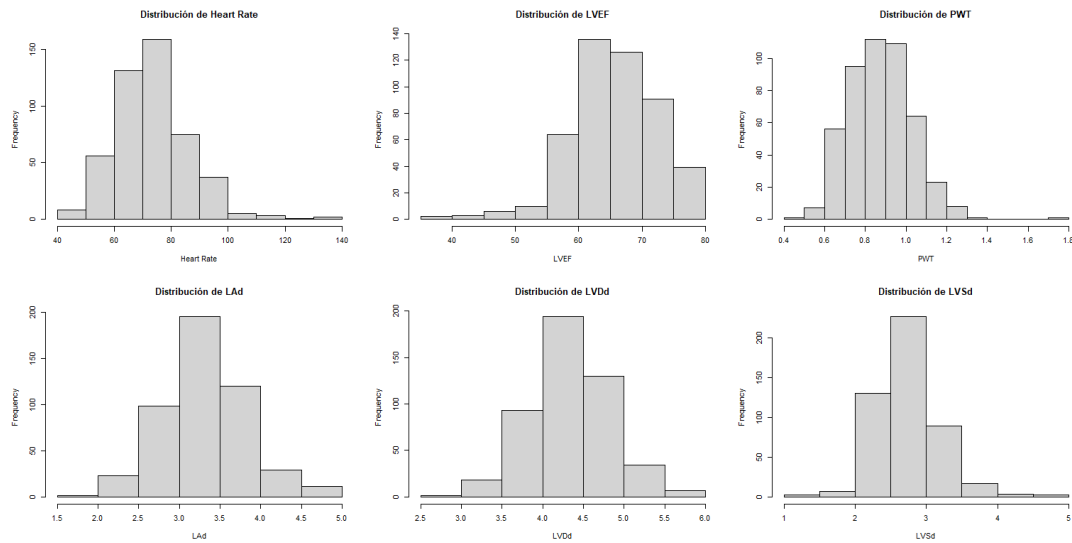 Distribución de Heart Rate
Frequency
0 50 100 150
40 60 80 100 120 140
Heart Rate
Distribución de LVEF
Frequency
0 20 40 60 80 100 120 140
40 50 60 70 80
LVEF
Distribución de PWT
Frequency
0 20 40 60 80 100
0.4 0.6 0.8 1.0 1.2 1.4 1.6 1.8
PWT
Distribución de LAd
Frequency
0 50 100 150 200
1.5 2.0 2.5 3.0 3.5 4.0 4.5 5.0
LAd
Distribución de LVDd
Frequency
0 50 100 150 200
2.5 3.0 3.5 4.0 4.5 5.0 5.5 6.0
LVDd
Distribución de LVSd
Frequency
0 50 100 150 200
1 2 3 4 5
LVSd